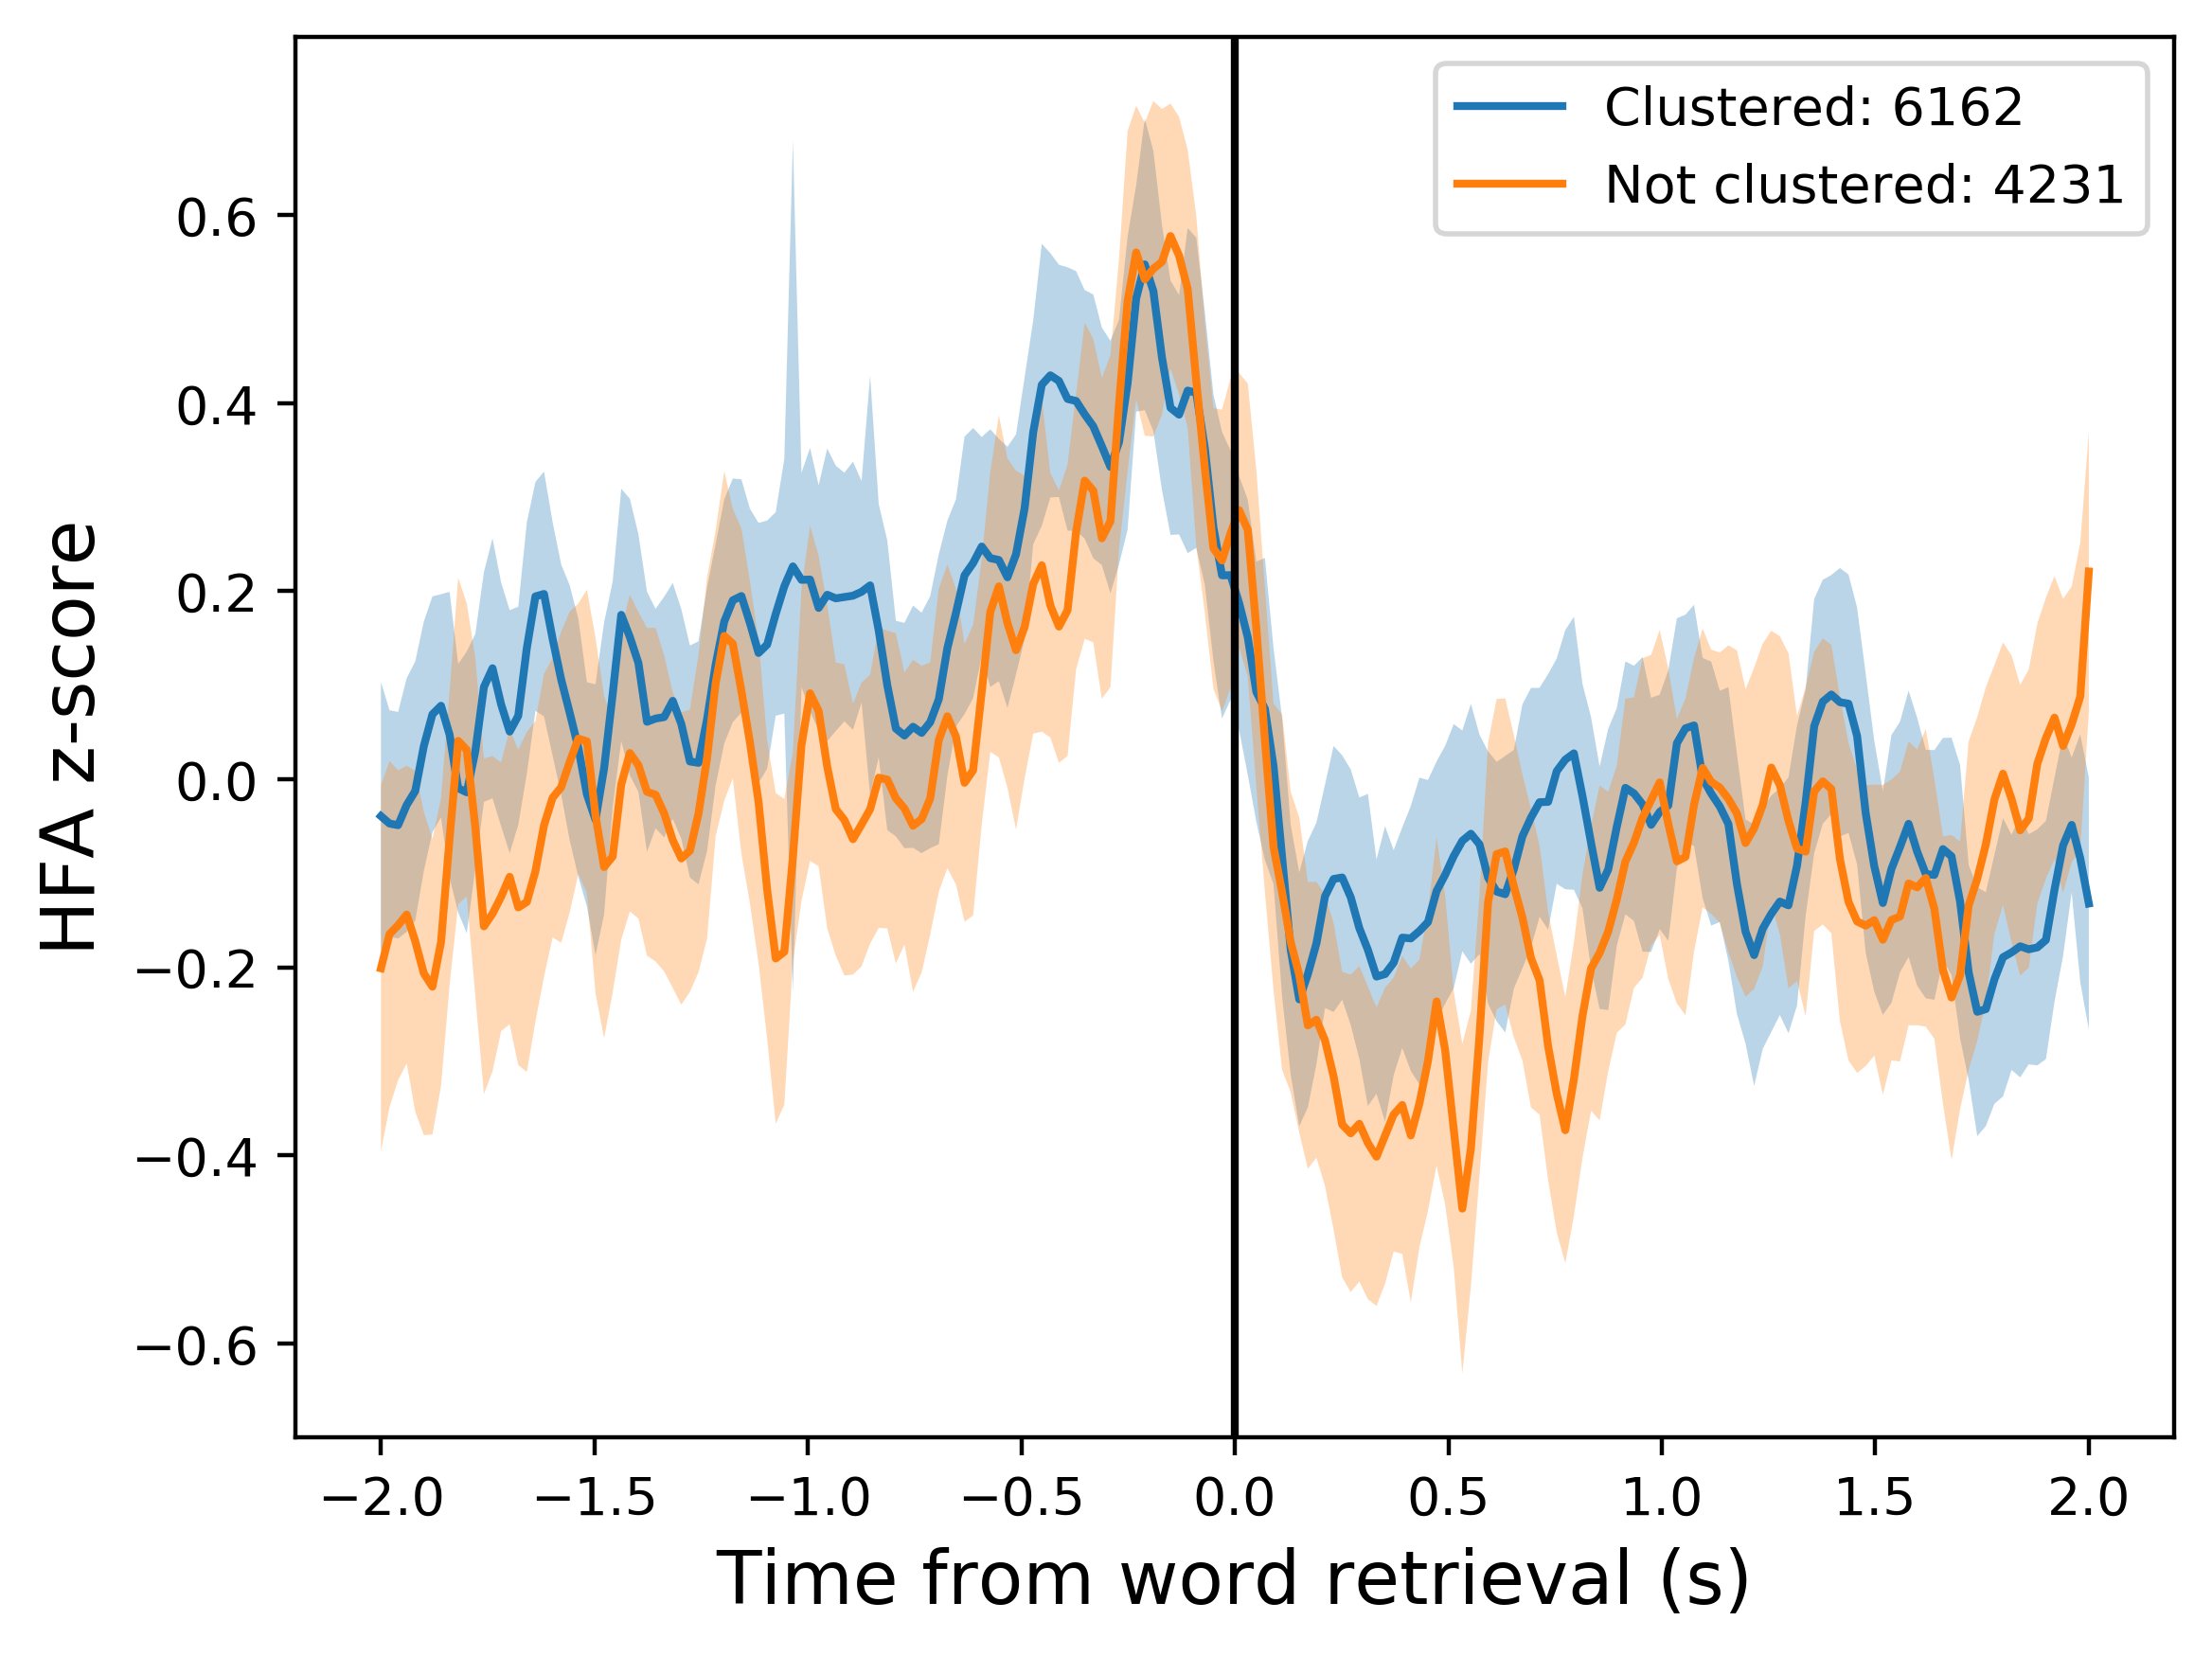 Clustered: 6162
Not clustered: 4231
0.6
0.4
0.2
0.0
−0.2
−0.4
−0.6
HFA z-score
−2.0 −1.5 −1.0 −0.5 0.0 0.5 1.0 1.5 2.0
Time from word retrieval (s)